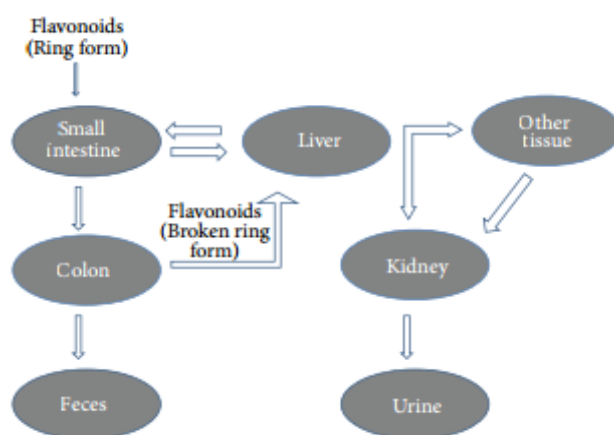 Flavonoids
(Ring form)
Small
intestine
Liver
Other
tissue
Flavonoids
(Broken ring
form)
Colon
Kidney
Feces
Urine